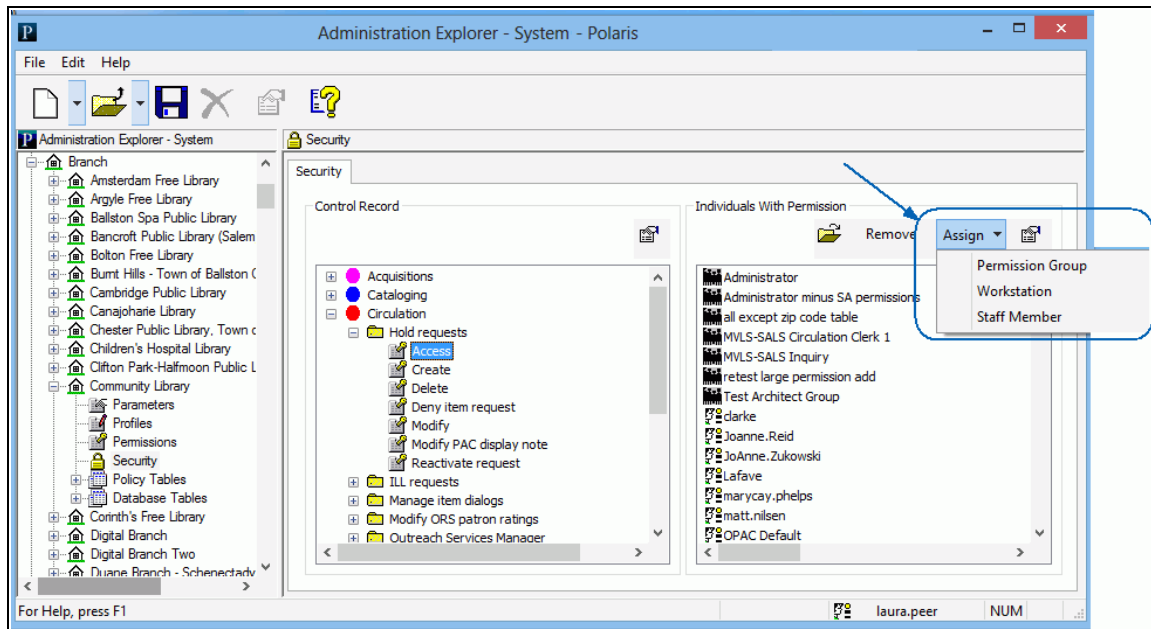 Administration Explorer - System - Polaris
File Edit Help
Administration Explorer - System
Branch
Amsterdam Free Library
Argyle Free Library
Ballston Spa Public Library
Bancroft Public Library (Salem
Bolton Free Library
Burnt Hills - Town of Ballston C
Cambridge Public Library
Canajoharie Library
Chester Public Library, Town c
Children's Hospital Library
Clifton Park-Halfmoon Public L
Community Library
Parameters
Profiles
Permissions
Security
Policy Tables
Database Tables
Corinth's Free Library
Digital Branch
Digital Branch Two
Duane Branch - Schenectady
Security
Security
Control Record
Acquisitions
Cataloging
Circulation
Hold requests
Access
Create
Delete
Deny item request
Modify
Modify PAC display note
Reactivate request
ILL requests
Manage item dialogs
Modify ORS patron ratings
Outreach Services Manager
Individuals With Permission
Remove Assign
Permission Group
Workstation
Staff Member
Administrator
Administrator minus SA permissions
all except zip code table
MVLS-SALS Circulation Clerk 1
MVLS-SALS Inquiry
retest large permission add
Test Architect Group
clarke
Joanne.Reid
JoAnne.Zukowski
Lafave
marycay.phelps
matt.nilsen
OPAC Default
For Help, press F1
laura.peer
NUM